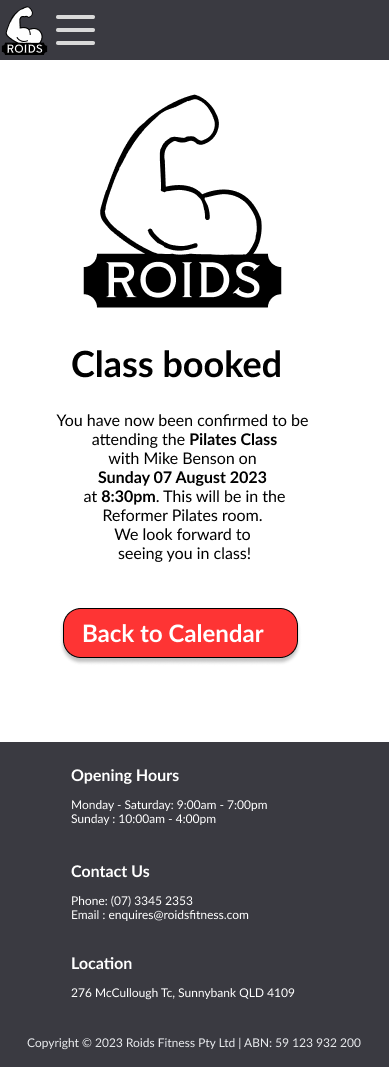 ROIDS
ROIDS
Class booked
You have now been confirmed to be
attending the Pilates Class
with Mike Benson on
Sunday 07 August 2023
at 8:30pm. This will be in the
Reformer Pilates room.
We look forward to
seeing you in class!
Back to Calendar
Opening Hours
Monday - Saturday: 9:00am - 7:00pm
Sunday : 10:00am - 4:00pm
Contact Us
Phone: (07) 3345 2353
Email : enquires@roidsfitness.com
Location
276 McCullough Tc, Sunnybank QLD 4109
Copyright © 2023 Roids Fitness Pty Ltd | ABN: 59 123 932 200